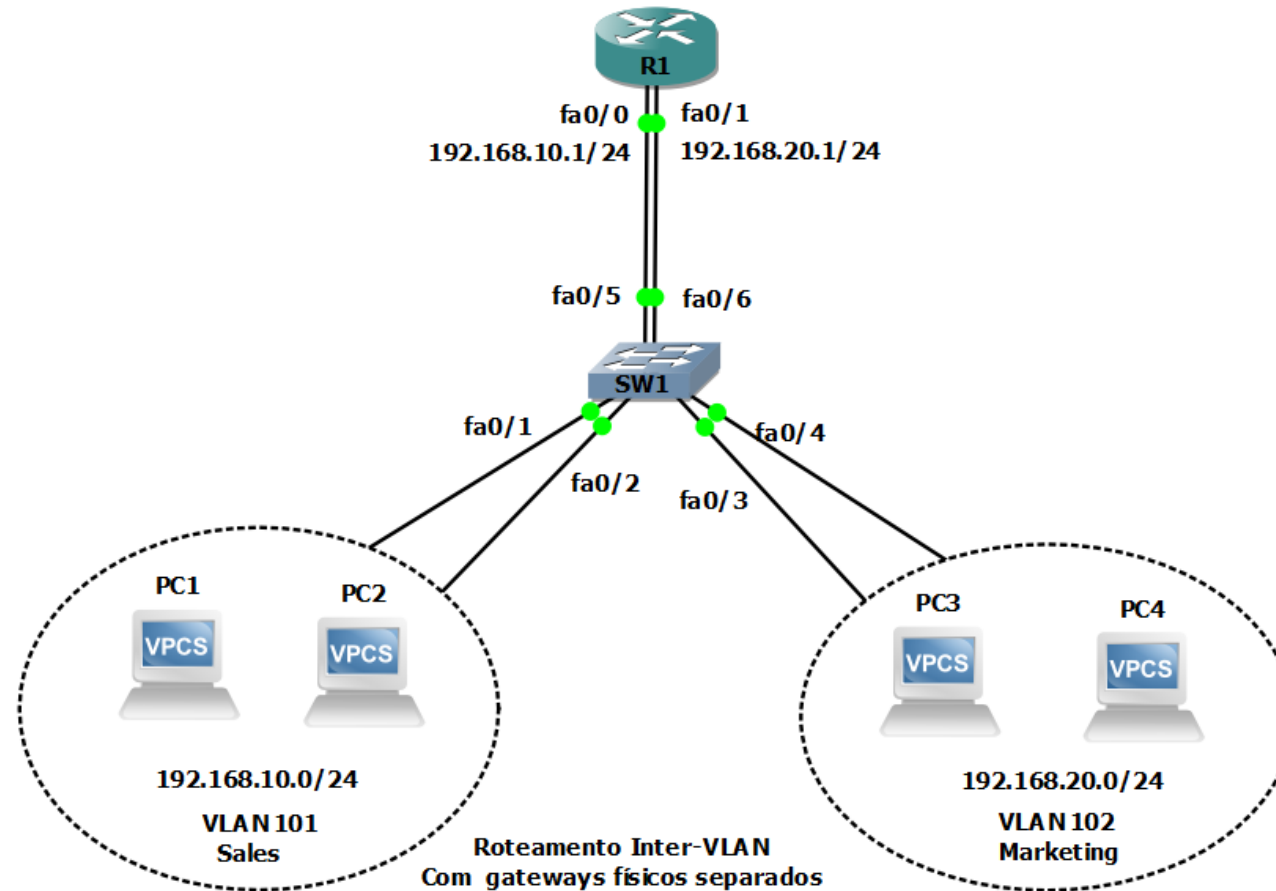 R1
fa0/0
fa0/1
192.168.10.1/24
192.168.20.1/24
fa0/5
fa0/6
SW1
fa0/1
fa0/4
fa0/2
fa0/3
PC1
PC2
PC3
PC4
VPCS
VPCS
VPCS
VPCS
192.168.10.0/24
192.168.20.0/24
VLAN 101
Sales
VLAN 102
Marketing
Roteamento Inter-VLAN
Com gateways físicos separados